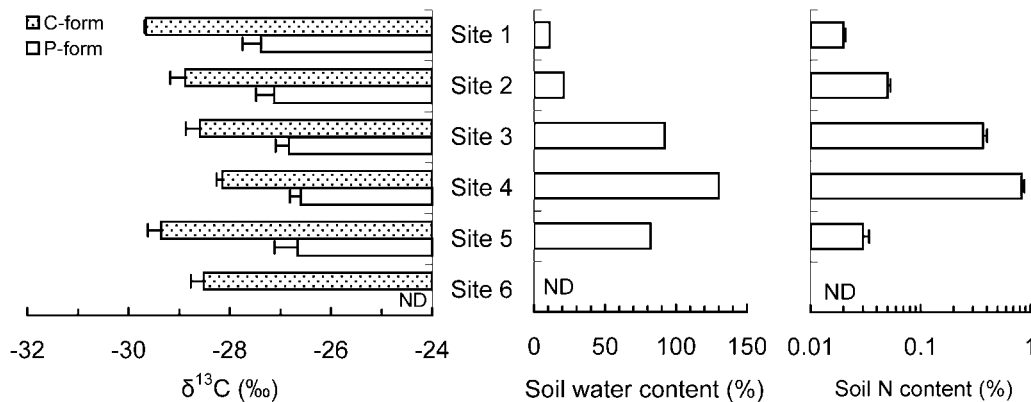 C-form
P-form
Site 1
Site 2
Site 3
Site 4
Site 5
Site 6
ND
ND
ND
-32 -30 -28 -26 -24
0 50 100 150
0.01 0.1 1
δ¹³C (‰)
Soil water content (%)
Soil N content (%)